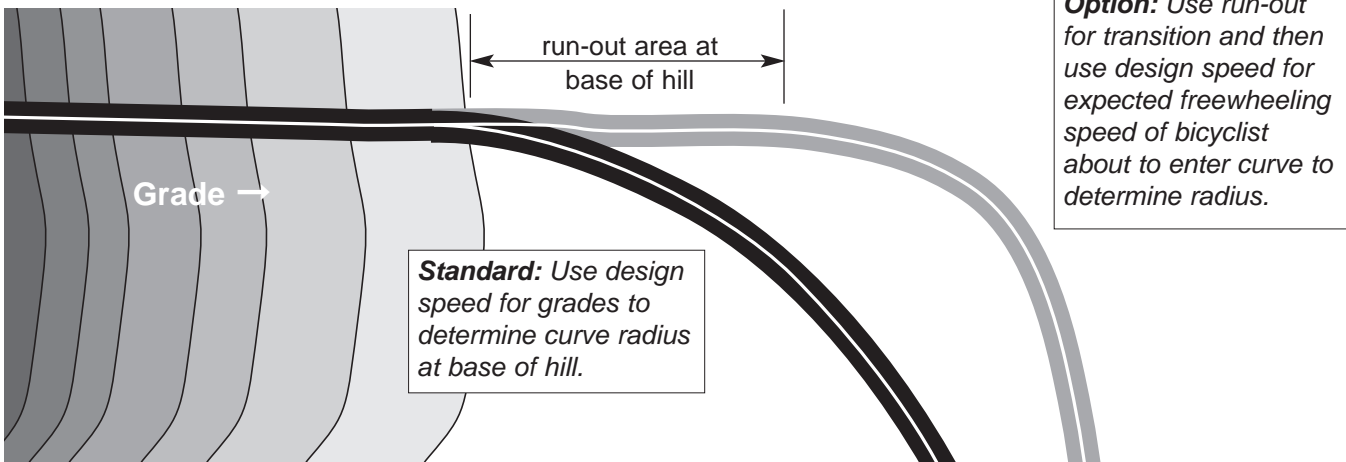 run-out area at
base of hill
Option: Use run-out
for transition and then
use design speed for
expected freewheeling
speed of bicyclist
about to enter curve to
determine radius.
Grade →
Standard: Use design
speed for grades to
determine curve radius
at base of hill.